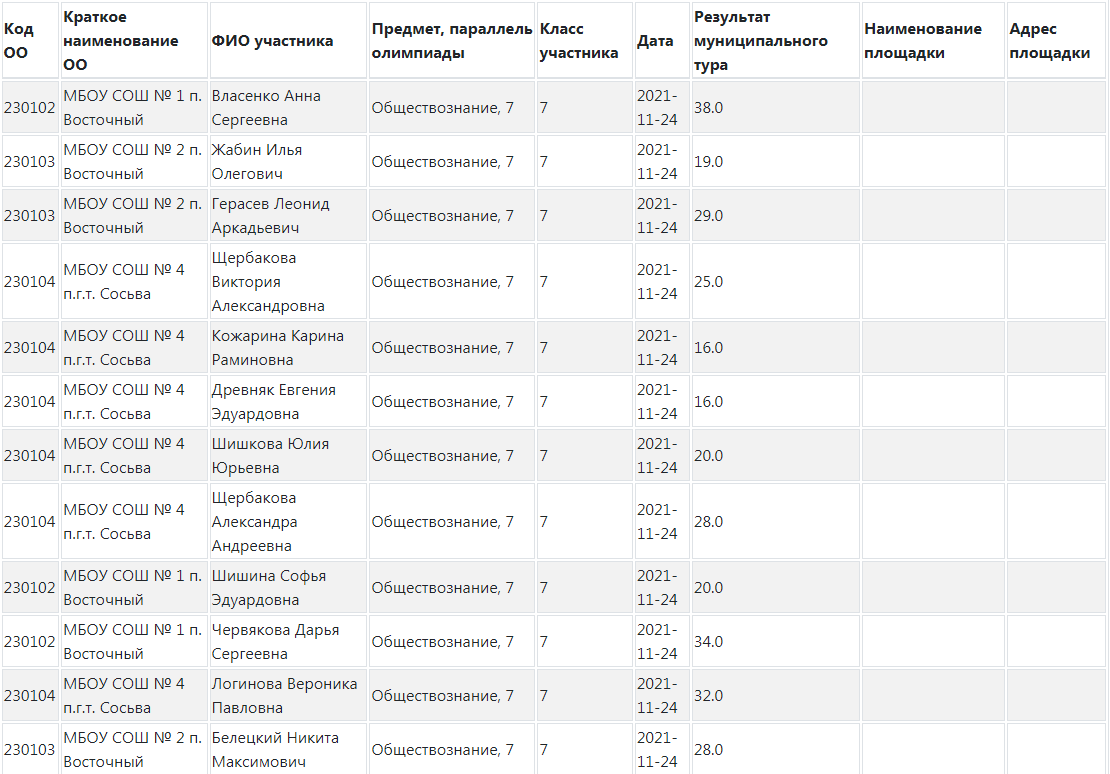 Код ОО
Краткое наименование ОО
ФИО участника
Предмет, параллель олимпиады
Класс участника
Дата
Результат муниципального тура
Наименование площадки
Адрес площадки
230102 МБОУ СОШ № 1 п. Восточный Власенко Анна Сергеевна Обществознание, 7 7 2021-11-24 38.0
230103 МБОУ СОШ № 2 п. Восточный Жабин Илья Олегович Обществознание, 7 7 2021-11-24 19.0
230103 МБОУ СОШ № 2 п. Восточный Герасев Леонид Аркадьевич Обществознание, 7 7 2021-11-24 29.0
230104 МБОУ СОШ № 4 п.г.т. Сосьва Щербакова Виктория Александровна Обществознание, 7 7 2021-11-24 25.0
230104 МБОУ СОШ № 4 п.г.т. Сосьва Кожарина Карина Раминовна Обществознание, 7 7 2021-11-24 16.0
230104 МБОУ СОШ № 4 п.г.т. Сосьва Древняк Евгения Эдуардовна Обществознание, 7 7 2021-11-24 16.0
230104 МБОУ СОШ № 4 п.г.т. Сосьва Шишкова Юлия Юрьевна Обществознание, 7 7 2021-11-24 20.0
230104 МБОУ СОШ № 4 п.г.т. Сосьва Щербакова Александра Андреевна Обществознание, 7 7 2021-11-24 28.0
230102 МБОУ СОШ № 1 п. Восточный Шишина Софья Эдуардовна Обществознание, 7 7 2021-11-24 20.0
230102 МБОУ СОШ № 1 п. Восточный Червякова Дарья Сергеевна Обществознание, 7 7 2021-11-24 34.0
230104 МБОУ СОШ № 4 п.г.т. Сосьва Логинова Вероника Павловна Обществознание, 7 7 2021-11-24 32.0
230103 МБОУ СОШ № 2 п. Восточный Белецкий Никита Максимович Обществознание, 7 7 2021-11-24 28.0